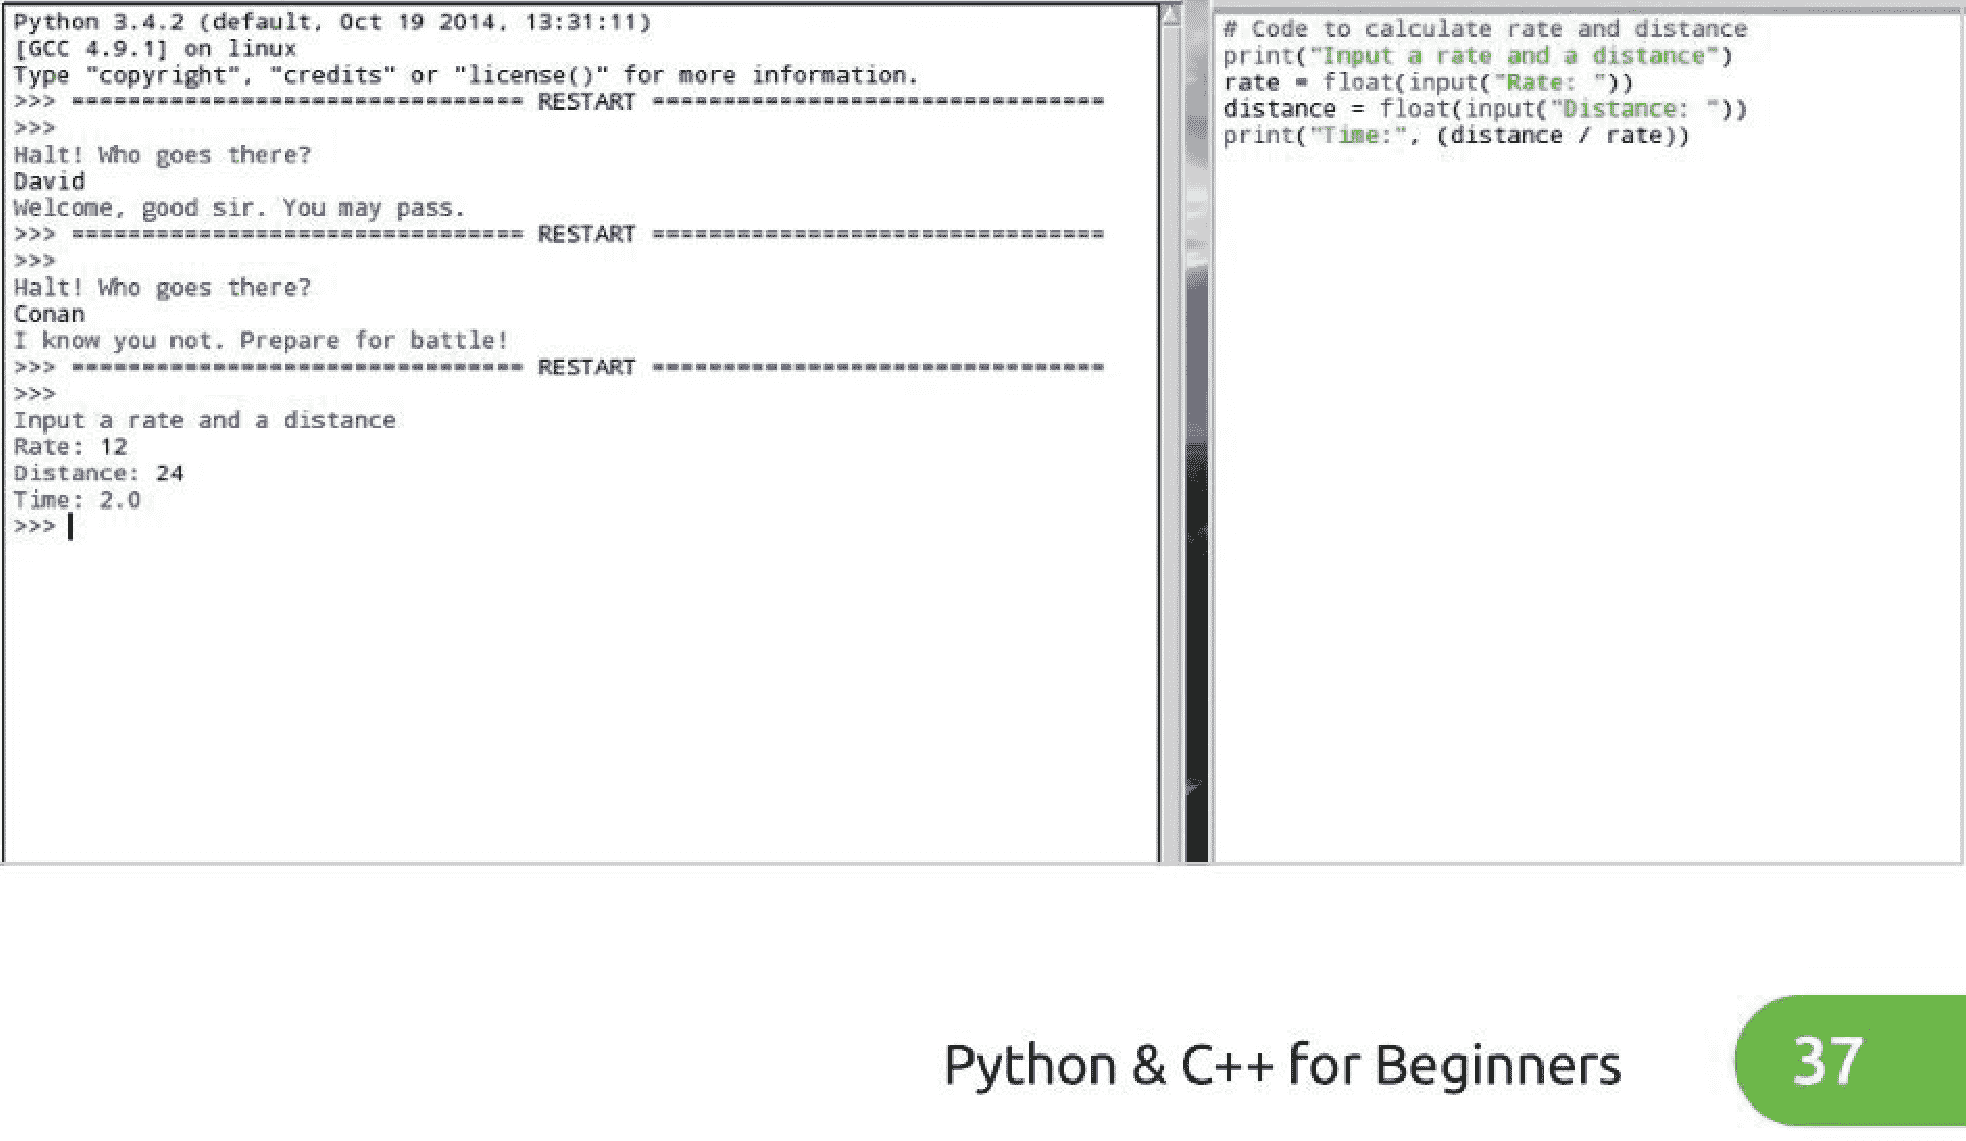 Python 3.4.2 (default, Oct 19 2014, 13:31:11)
[GCC 4.9.1] on linux
Type "copyright", "credits" or "license()" for more information.
>>> ================================ RESTART ================================
>>>
Halt! Who goes there?
David
Welcome, good sir. You may pass.
>>> ================================ RESTART ================================
>>>
Halt! Who goes there?
Conan
I know you not. Prepare for battle!
>>> ================================ RESTART ================================
>>>
Input a rate and a distance
Rate: 12
Distance: 24
Time: 2.0
>>>
# Code to calculate rate and distance
print("Input a rate and a distance")
rate = float(input("Rate: "))
distance = float(input("Distance: "))
print("Time:", (distance / rate))
Python & C++ for Beginners
37